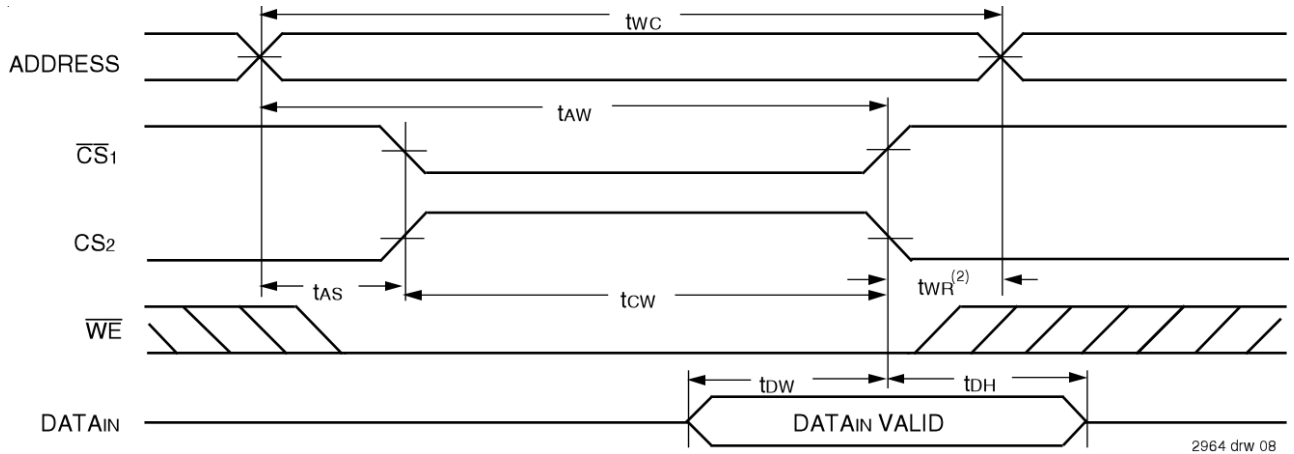 tWC
ADDRESS
tAW
CS1
CS2
tAS
tCW
tWR(2)
WE
tDW
tDH
DATAIN
DATAIN VALID
2964 drw 08